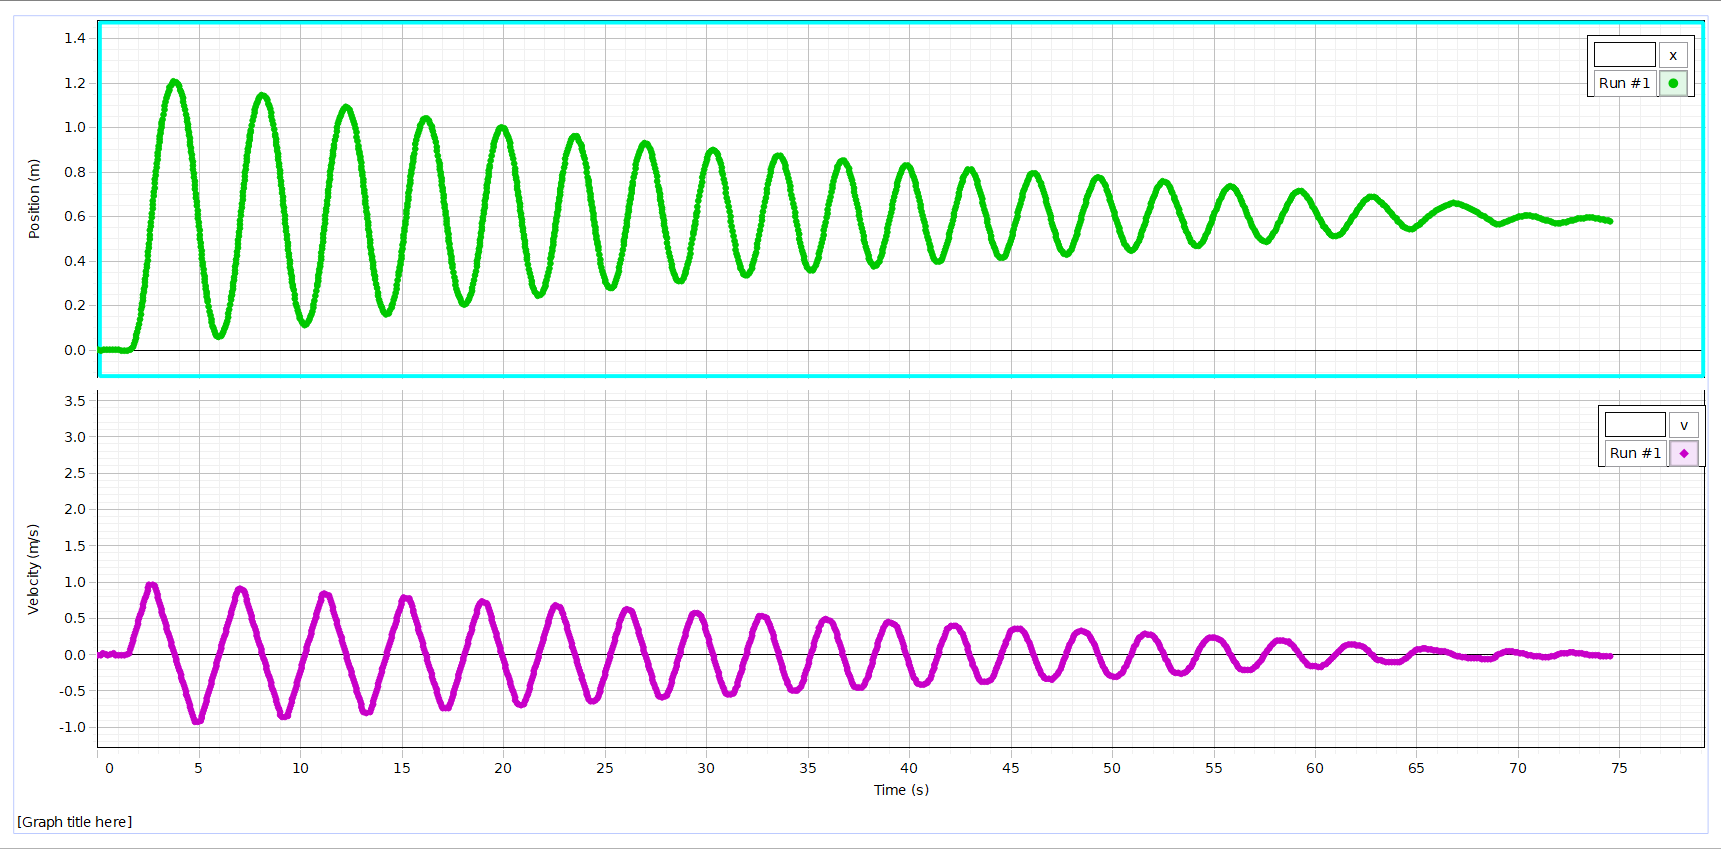 1.4
1.2
1.0
0.8
0.6
0.4
0.2
0.0
Position (m)
x
Run #1
3.5
3.0
2.5
2.0
1.5
1.0
0.5
0.0
-0.5
-1.0
Velocity (m/s)
v
Run #1
0 5 10 15 20 25 30 35 40 45 50 55 60 65 70 75
Time (s)
[Graph title here]